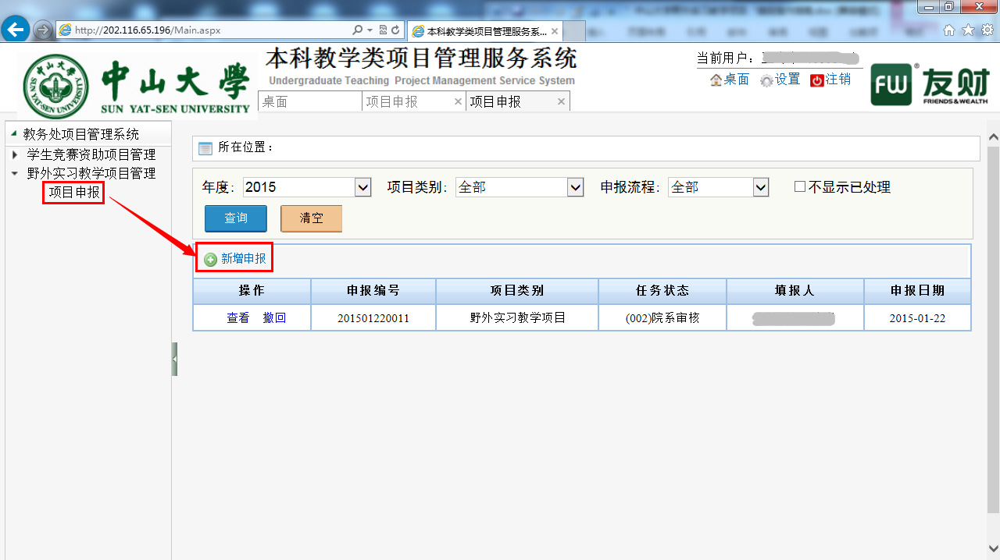 http://202.116.65.196/Main.aspx
本科教学类项目管理服务系...
中山大學
SUN YAT-SEN UNIVERSITY
本科教学类项目管理服务系统
Undergraduate Teaching Project Management Service System
当前用户：
桌面 设置 注销
FW ® 友财
FRIENDS & WEALTH
桌面 项目申报 项目申报
教务处项目管理系统
学生竞赛资助项目管理
野外实习教学项目管理
项目申报
所在位置：
年度： 2015 项目类别： 全部 申报流程： 全部 不显示已处理
查询 清空
新增申报
操作 申报编号 项目类别 任务状态 填报人 申报日期
查看 撤回 201501220011 野外实习教学项目 (002)院系审核 2015-01-22